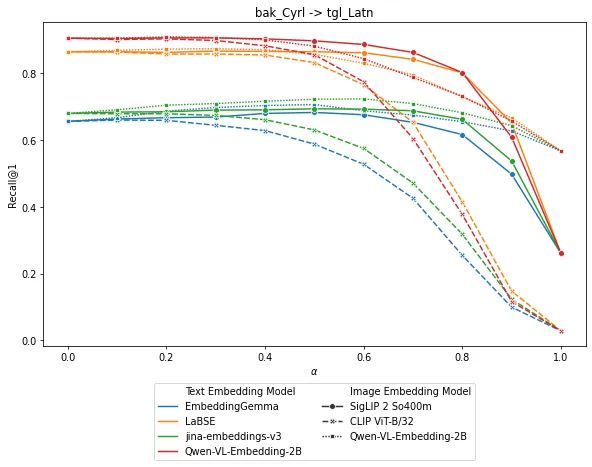 bak_Cyrl -> tgl_Latn
Recall@1
0.8
0.6
0.4
0.2
0.0
0.0 0.2 0.4 0.6 0.8 1.0
α
Text Embedding Model Image Embedding Model
EmbeddingGemma SigLIP 2 So400m
LaBSE CLIP ViT-B/32
jina-embeddings-v3 Qwen-VL-Embedding-2B
Qwen-VL-Embedding-2B